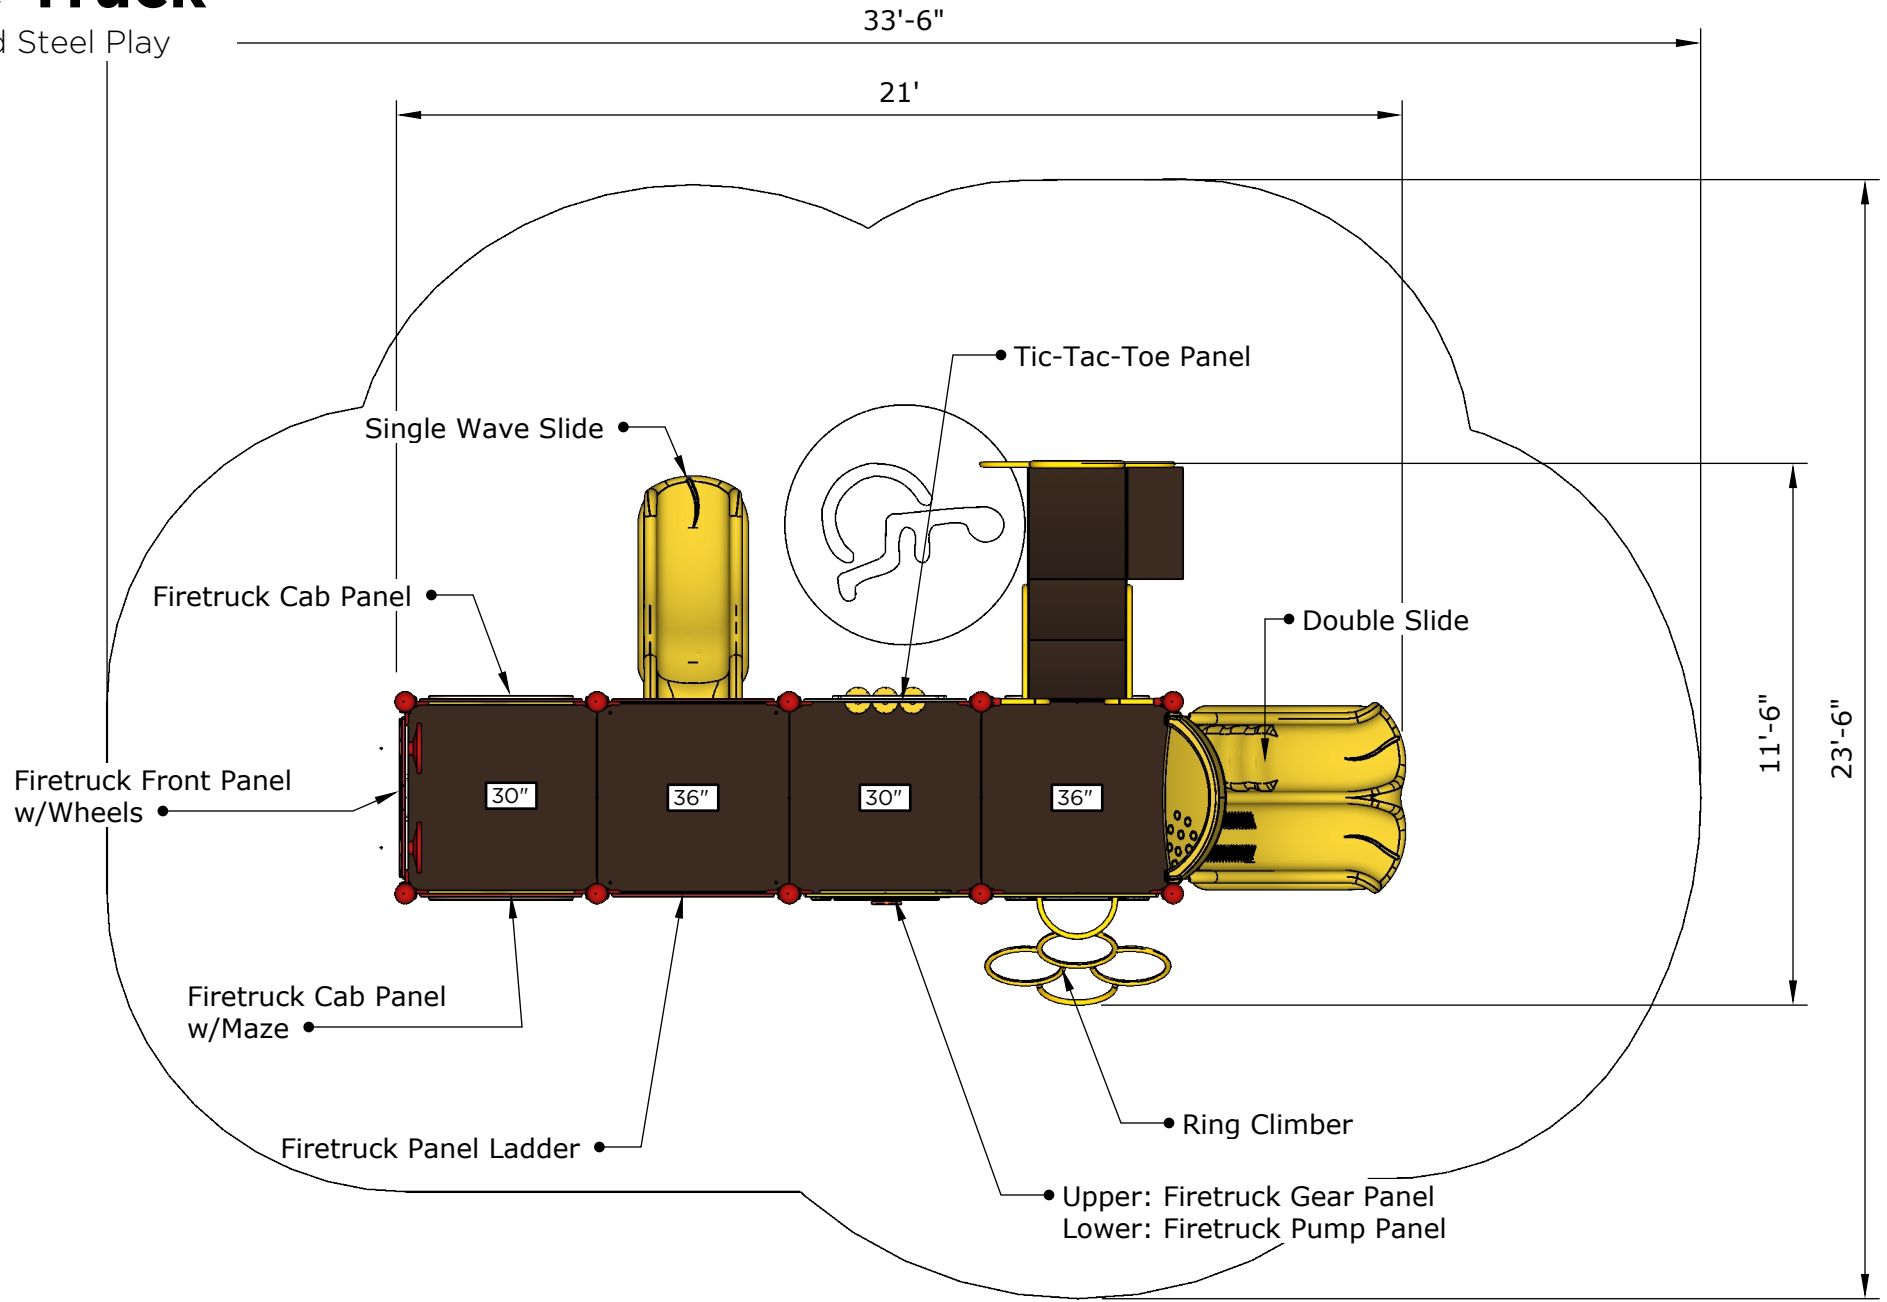 Truck
Steel Play
33'-6"
21'
Tic-Tac-Toe Panel
Single Wave Slide
Firetruck Cab Panel
Double Slide
11'-6"
23'-6"
Firetruck Front Panel
w/Wheels
30"
36"
30"
36"
Firetruck Cab Panel
w/Maze
Ring Climber
Firetruck Panel Ladder
Upper: Firetruck Gear Panel
Lower: Firetruck Pump Panel